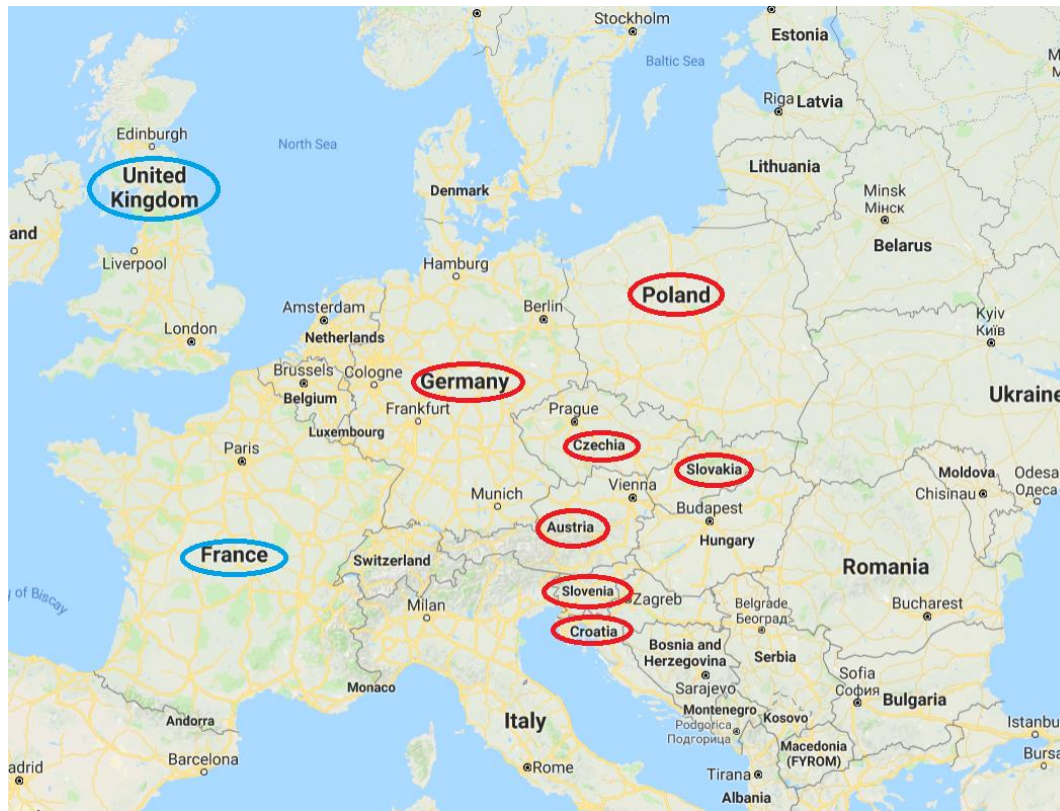 Stockholm
Estonia
Baltic Sea
Riga
Latvia
Edinburgh
North Sea
United
Kingdom
Denmark
Lithuania
Minsk
Мінск
Belarus
and
Liverpool
Hamburg
Poland
Amsterdam
Berlin
Netherlands
London
Kyiv
Київ
Brussels
Cologne
Germany
Belgium
Ukraine
Frankfurt
Prague
Luxembourg
Czechia
Paris
Slovakia
Moldova
Odesa
Одеса
Chisinau
Munich
Vienna
Budapest
Austria
Hungary
France
Switzerland
Romania
y of Biscay
Slovenia
Zagreb
Milan
Belgrade
Београд
Bucharest
Croatia
Bosnia and
Herzegovina
Serbia
Sarajevo
Sofia
София
Bulgaria
Monaco
Montenegro
Andorra
Italy
Kosovo
Podgorica
Подгорица
Istanbu
Barcelona
Macedonia
(FYROM)
Bursa
adrid
Rome
Tirana
Albania